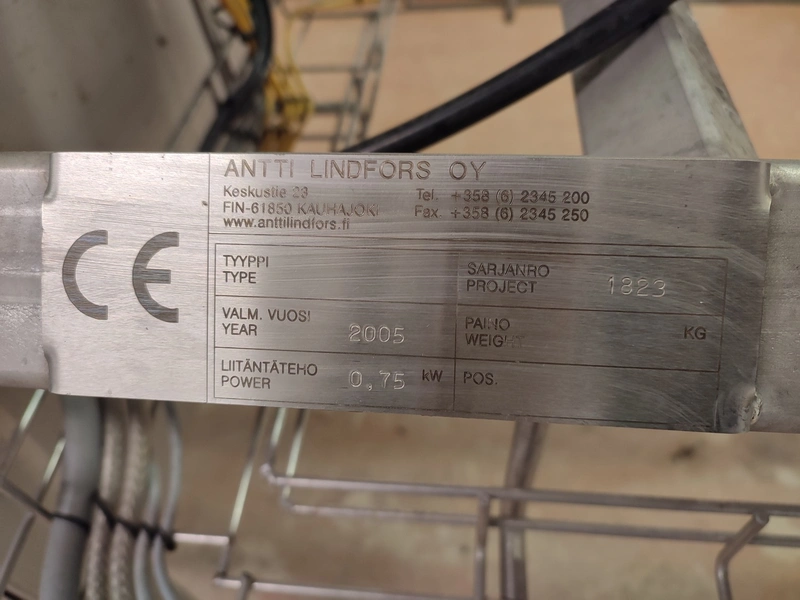 CE
ANTTI LINDFORS OY
Keskustie 23 Tel. +358 (6) 2345 200
FIN-61850 KAUHAJOKI Fax. +358 (6) 2345 250
www.anttilindfors.fi
TYYPPI
TYPE
SARJANRO
PROJECT 1823
VALM. VUOSI
YEAR 2005
PAINO
WEIGHT KG
LIITÄNTÄTEHO
POWER 0,75 kW
POS.